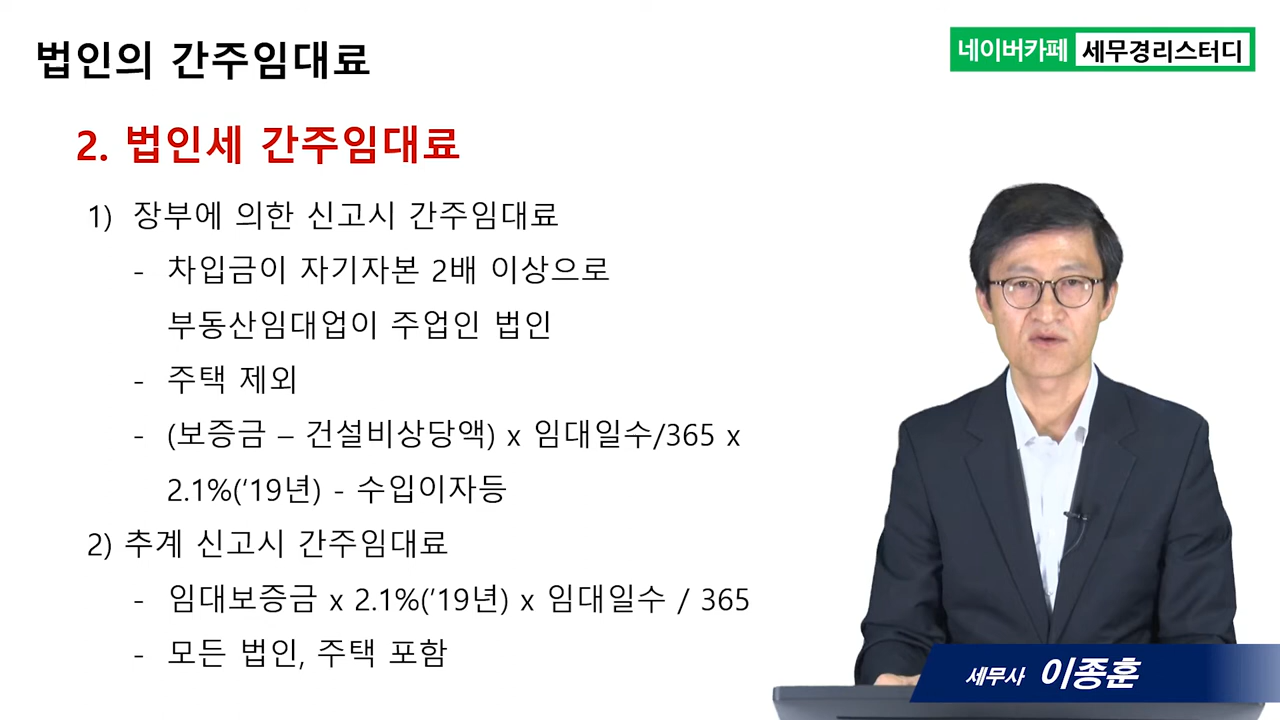 법인의 간주임대료
네이버카페 세무경리스터디
2. 법인세 간주임대료
1) 장부에 의한 신고시 간주임대료
- 차입금이 자기자본 2배 이상으로
부동산임대업이 주업인 법인
- 주택 제외
- (보증금 – 건설비상당액) x 임대일수/365 x
2.1%(‘19년) - 수입이자등
2) 추계 신고시 간주임대료
- 임대보증금 x 2.1%(’19년) x 임대일수 / 365
- 모든 법인, 주택 포함
세무사 이종훈